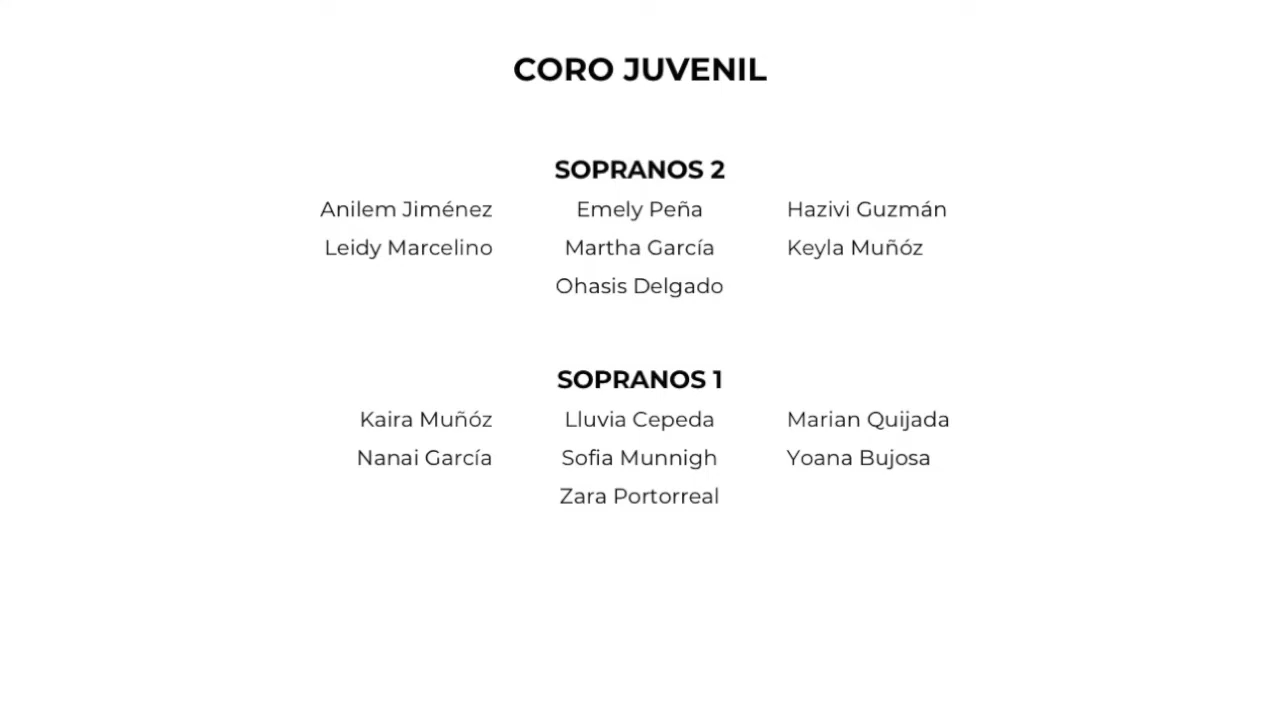 CORO JUVENIL
SOPRANOS 2
Anilem Jiménez Emely Peña Hazivi Guzmán
Leidy Marcelino Martha García Keyla Muñóz
Ohasis Delgado
SOPRANOS 1
Kaira Muñóz Lluvia Cepeda Marian Quijada
Nanai García Sofia Munnigh Yoana Bujosa
Zara Portorreal